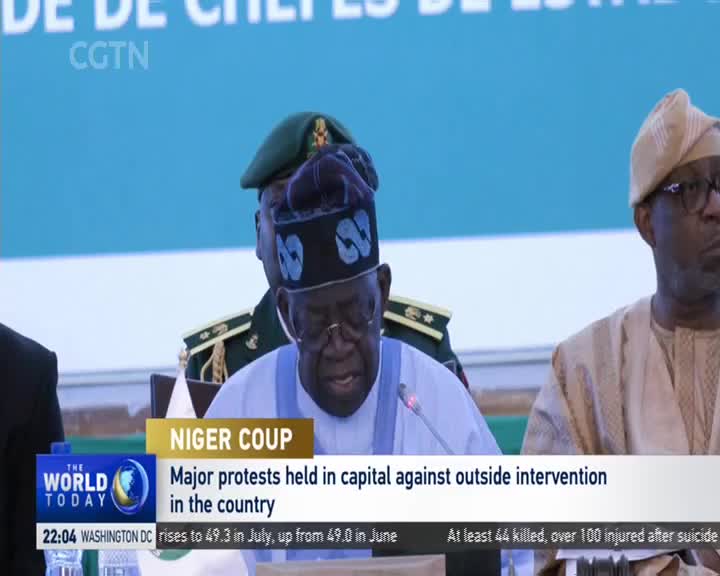 DE DE CHEFES DE ESTA
CGTN
NIGER COUP
THE
WORLD
TODAY
Major protests held in capital against outside intervention
in the country
22:04 WASHINGTON DC
rises to 49.3 in July, up from 49.0 in June At least 44 killed, over 100 injured after suicide